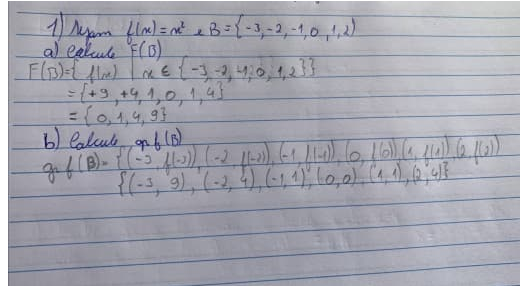 1) Sejam f(x) = x² e B = {-3, -2, -1, 0, 1, 2)
a) Calcule F(B)
F(B) = { f(x) | x ∈ {-3, -2, -1, 0, 1, 2}}
= {+9, +4, 1, 0, 1, 4}
= {0, 1, 4, 9}
b) Calcule gr f(B)
gr f(B) = {(-3, f(-3)), (-2, f(-2)), (-1, f(-1)), (0, f(0)) (1, f(1)), (2, f(2))
{(-3, 9), (-2, 4), (-1, 1), (0, 0), (1, 1), (2, 4)}